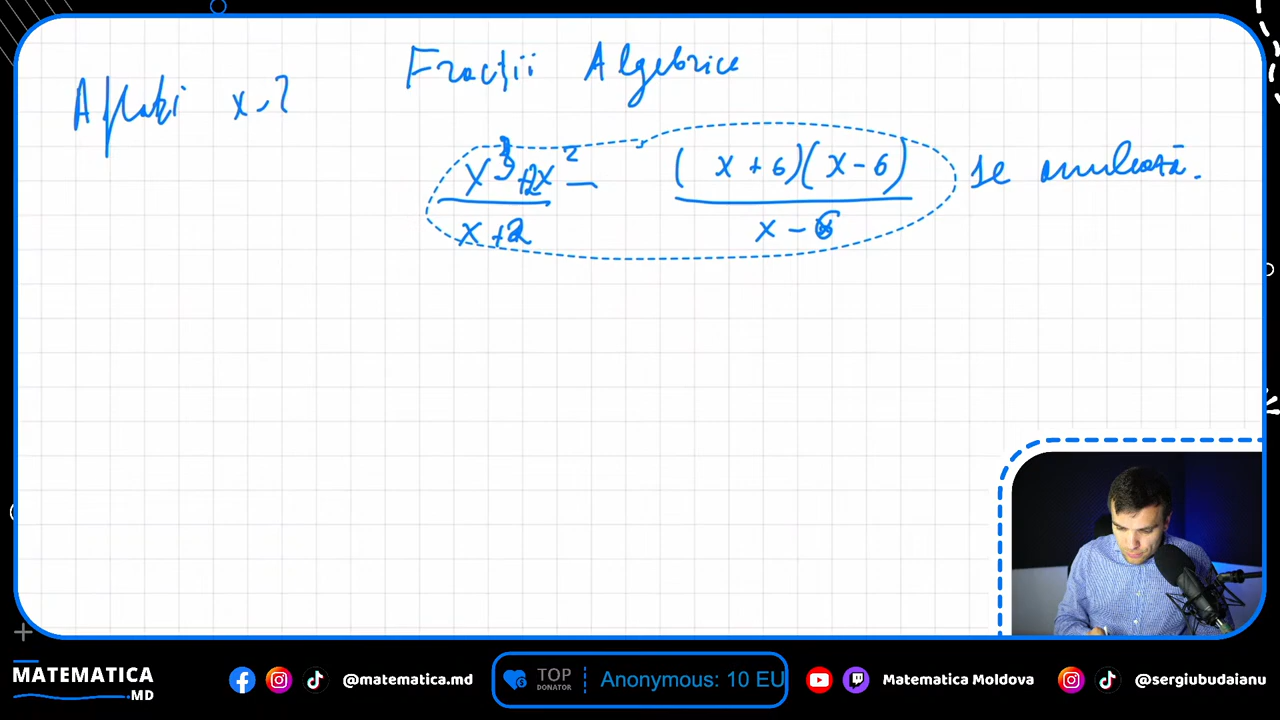 Fracții Algebrice
Aflați x-?
x³+2x² — (x+6)(x-6) se anulează.
x+2 x-6
MATEMATICA
.MD
@matematica.md
TOP
DONATOR
Anonymous: 10 EU
Matematica Moldova
@sergiubudaianu